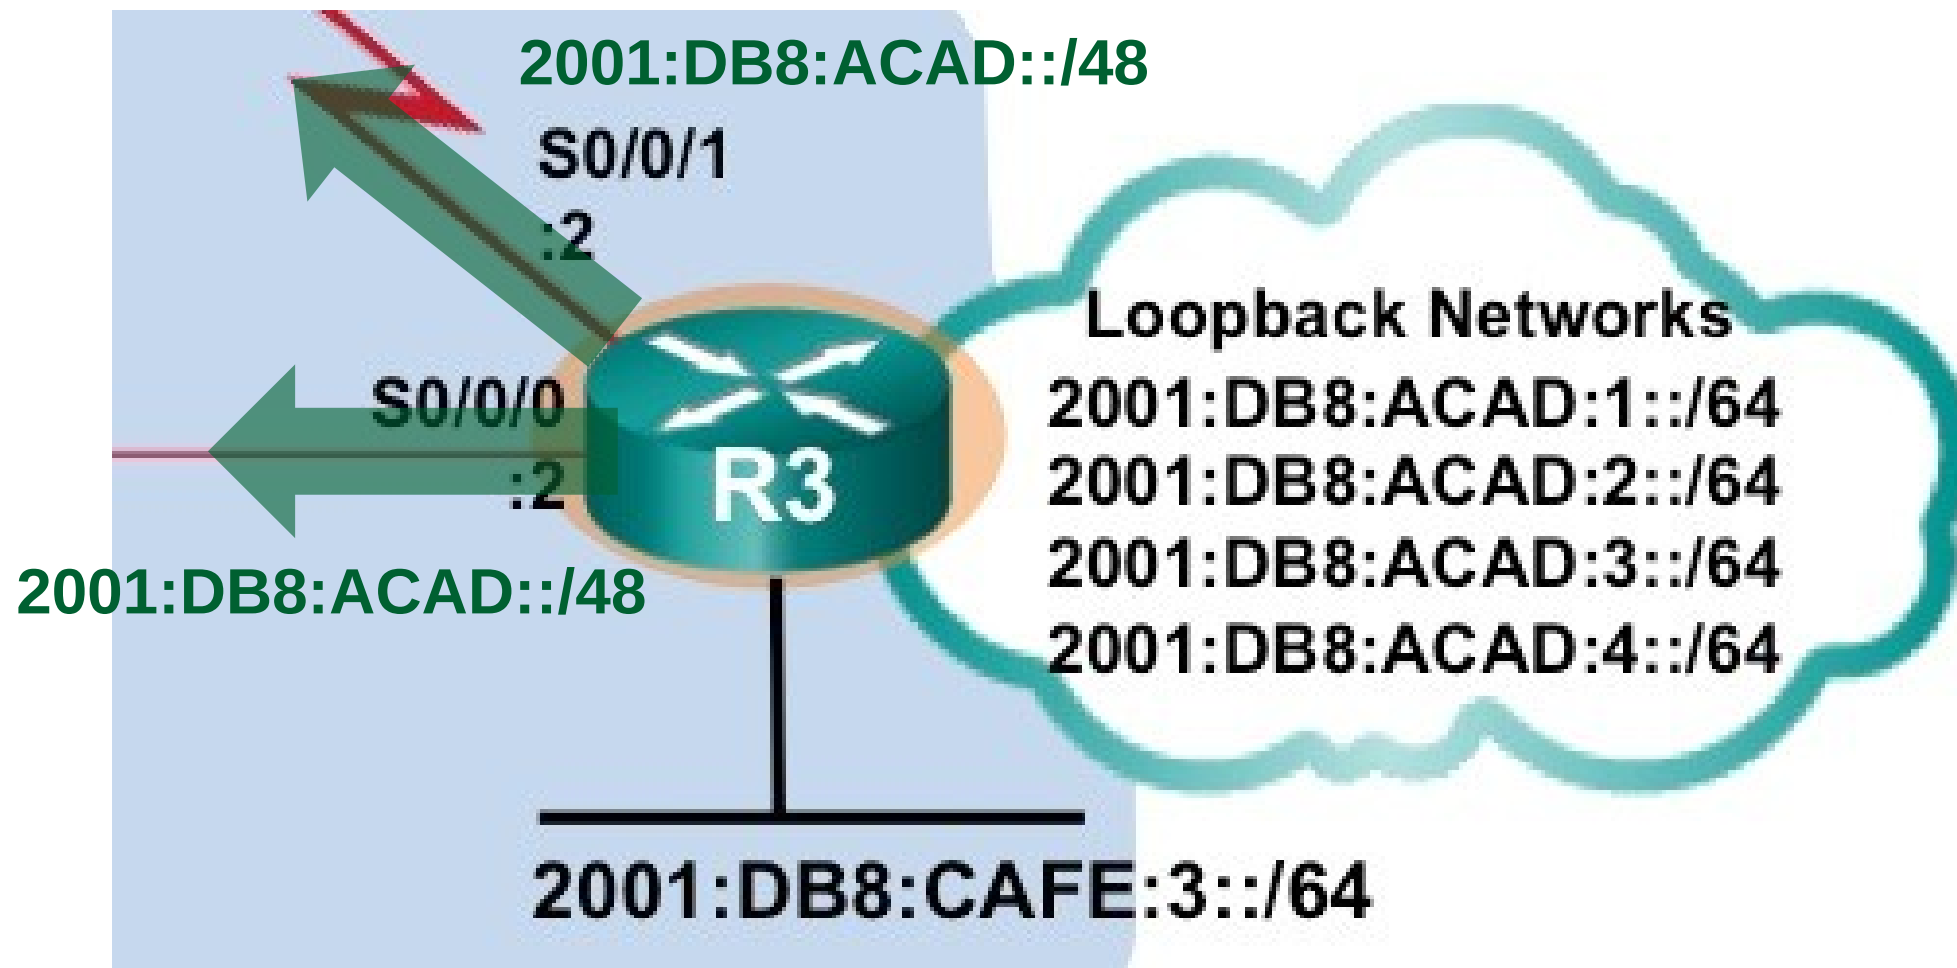 2001:DB8:ACAD::/48
S0/0/1
:2
Loopback Networks
2001:DB8:ACAD:1::/64
2001:DB8:ACAD:2::/64
2001:DB8:ACAD:3::/64
2001:DB8:ACAD:4::/64
S0/0/0
:2
R3
2001:DB8:ACAD::/48
2001:DB8:CAFE:3::/64